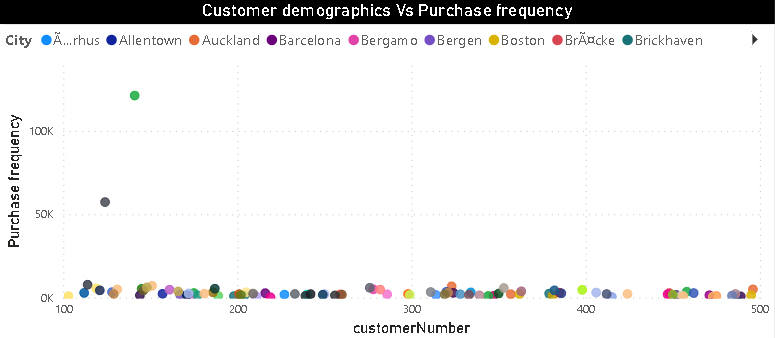 Customer demographics Vs Purchase frequency
City Ã…rhus Allentown Auckland Barcelona Bergamo Bergen Boston BrÃ¤cke Brickhaven
Purchase frequency
100K
50K
0K
100 200 300 400 500
customerNumber